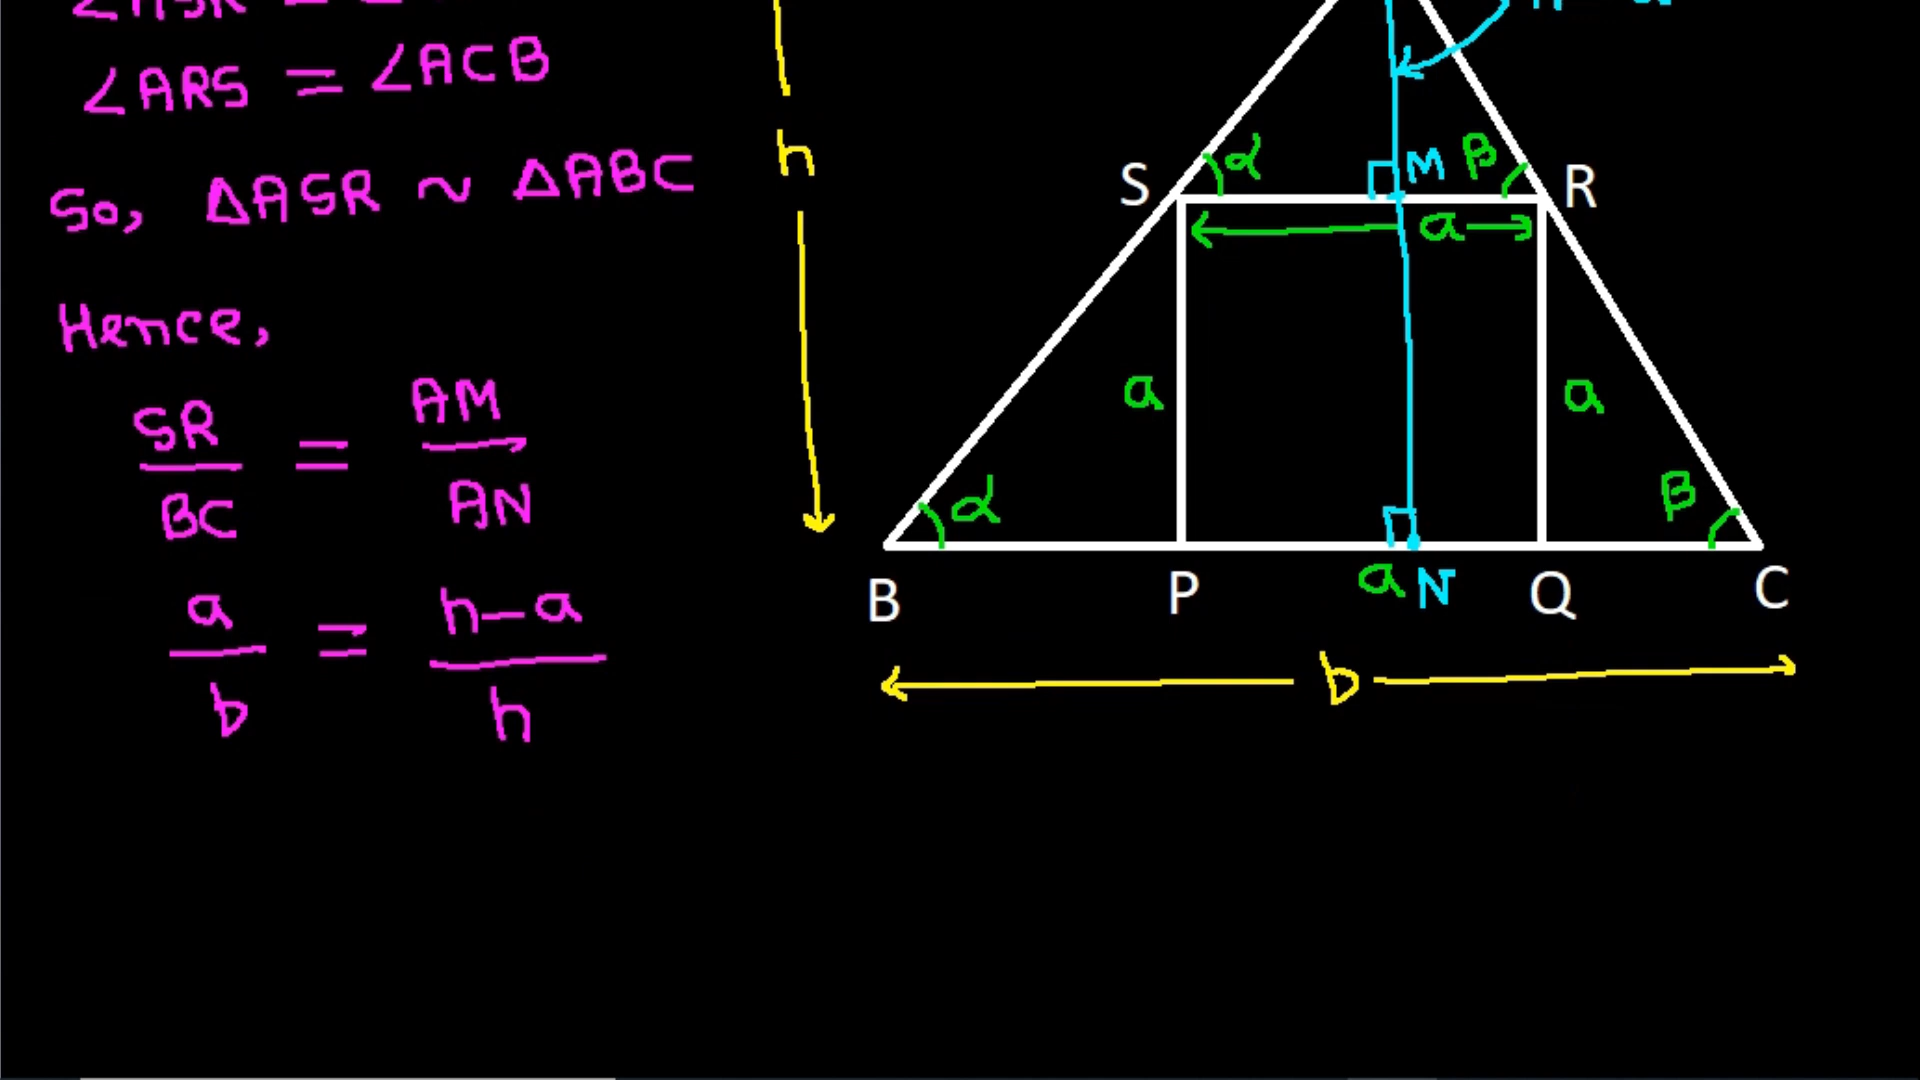 ∠ARS = ∠ACB
So, ΔASR ~ ΔABC
Hence,
SR/BC = AM/AN
a/b = h-a/h
h
S α M β R
a
a a
α β
B P a N Q C
b